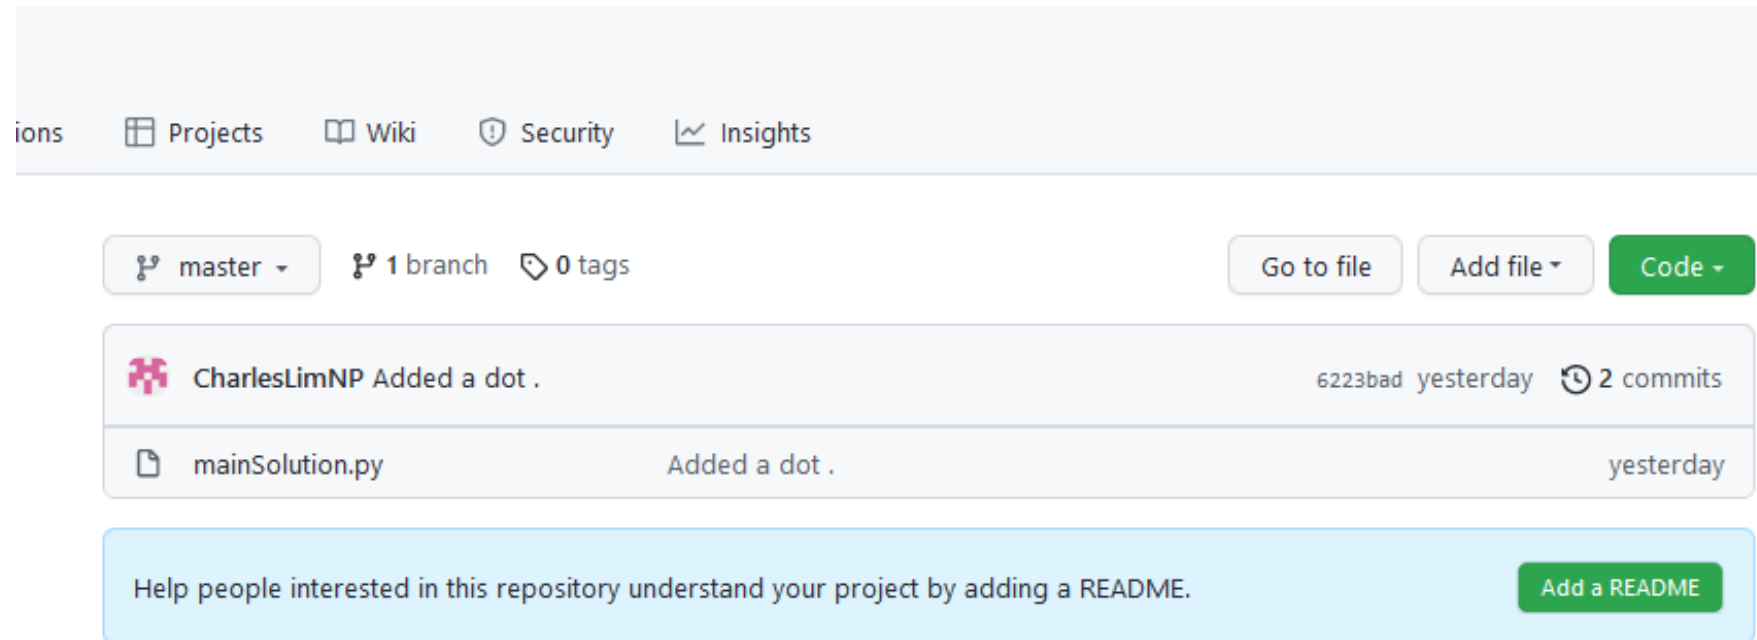 ions Projects Wiki Security Insights
master 1 branch 0 tags Go to file Add file Code
CharlesLimNP Added a dot . 6223bad yesterday 2 commits
mainSolution.py Added a dot . yesterday
Help people interested in this repository understand your project by adding a README. Add a README